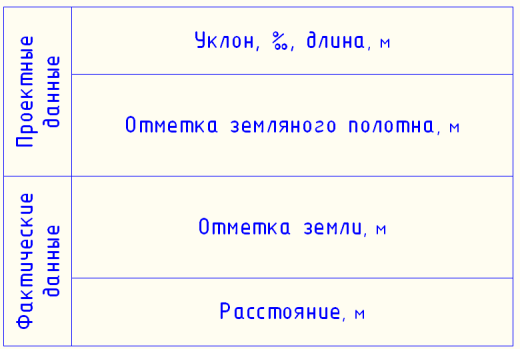 Проектные
данные
Уклон, ‰, длина, м
Отметка земляного полотна, м
Фактические
данные
Отметка земли, м
Расстояние, м